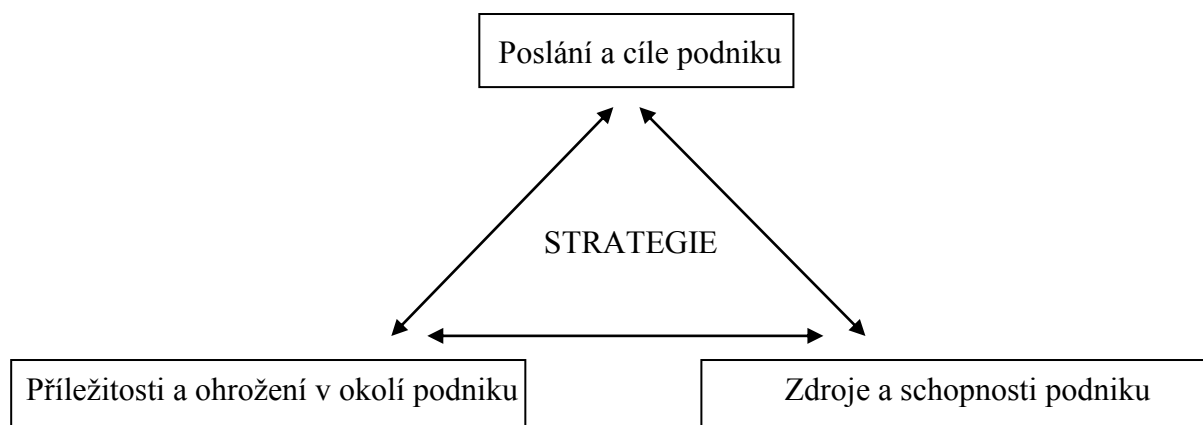 Poslání a cíle podniku
STRATEGIE
Příležitosti a ohrožení v okolí podniku
Zdroje a schopnosti podniku